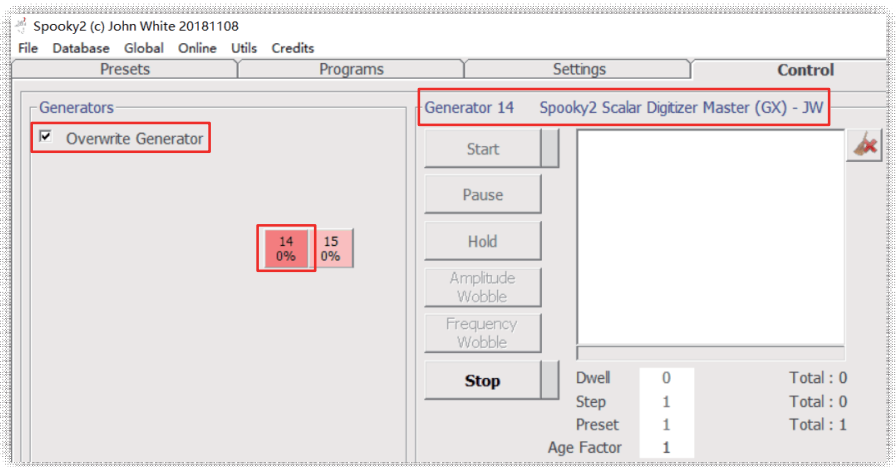 Spooky2 (c) John White 20181108
File Database Global Online Utils Credits
Presets Programs Settings Control
Generators
Overwrite Generator
14 15
0% 0%
Generator 14 Spooky2 Scalar Digitizer Master (GX) - JW
Start
Pause
Hold
Amplitude
Wobble
Frequency
Wobble
Stop
Dwell 0 Total : 0
Step 1 Total : 0
Preset 1 Total : 1
Age Factor 1